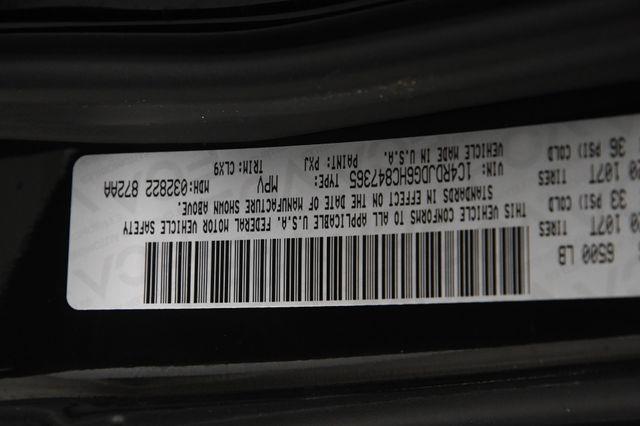 6500 LB
107T TIRES 33 PSI) COLD
107T TIRES 36 PSI) COLD
THIS VEHICLE CONFORMS TO ALL APPLICABLE U.S.A. FEDERAL MOTOR VEHICLE SAFETY
STANDARDS IN EFFECT ON THE DATE OF MANUFACTURE SHOWN ABOVE.
VIN: 1C4RDJDG6HC847365 TYPE: MPV MDH: 032822 872AA
VEHICLE MADE IN U.S.A. PAINT: PXJ TRIM: CLX9